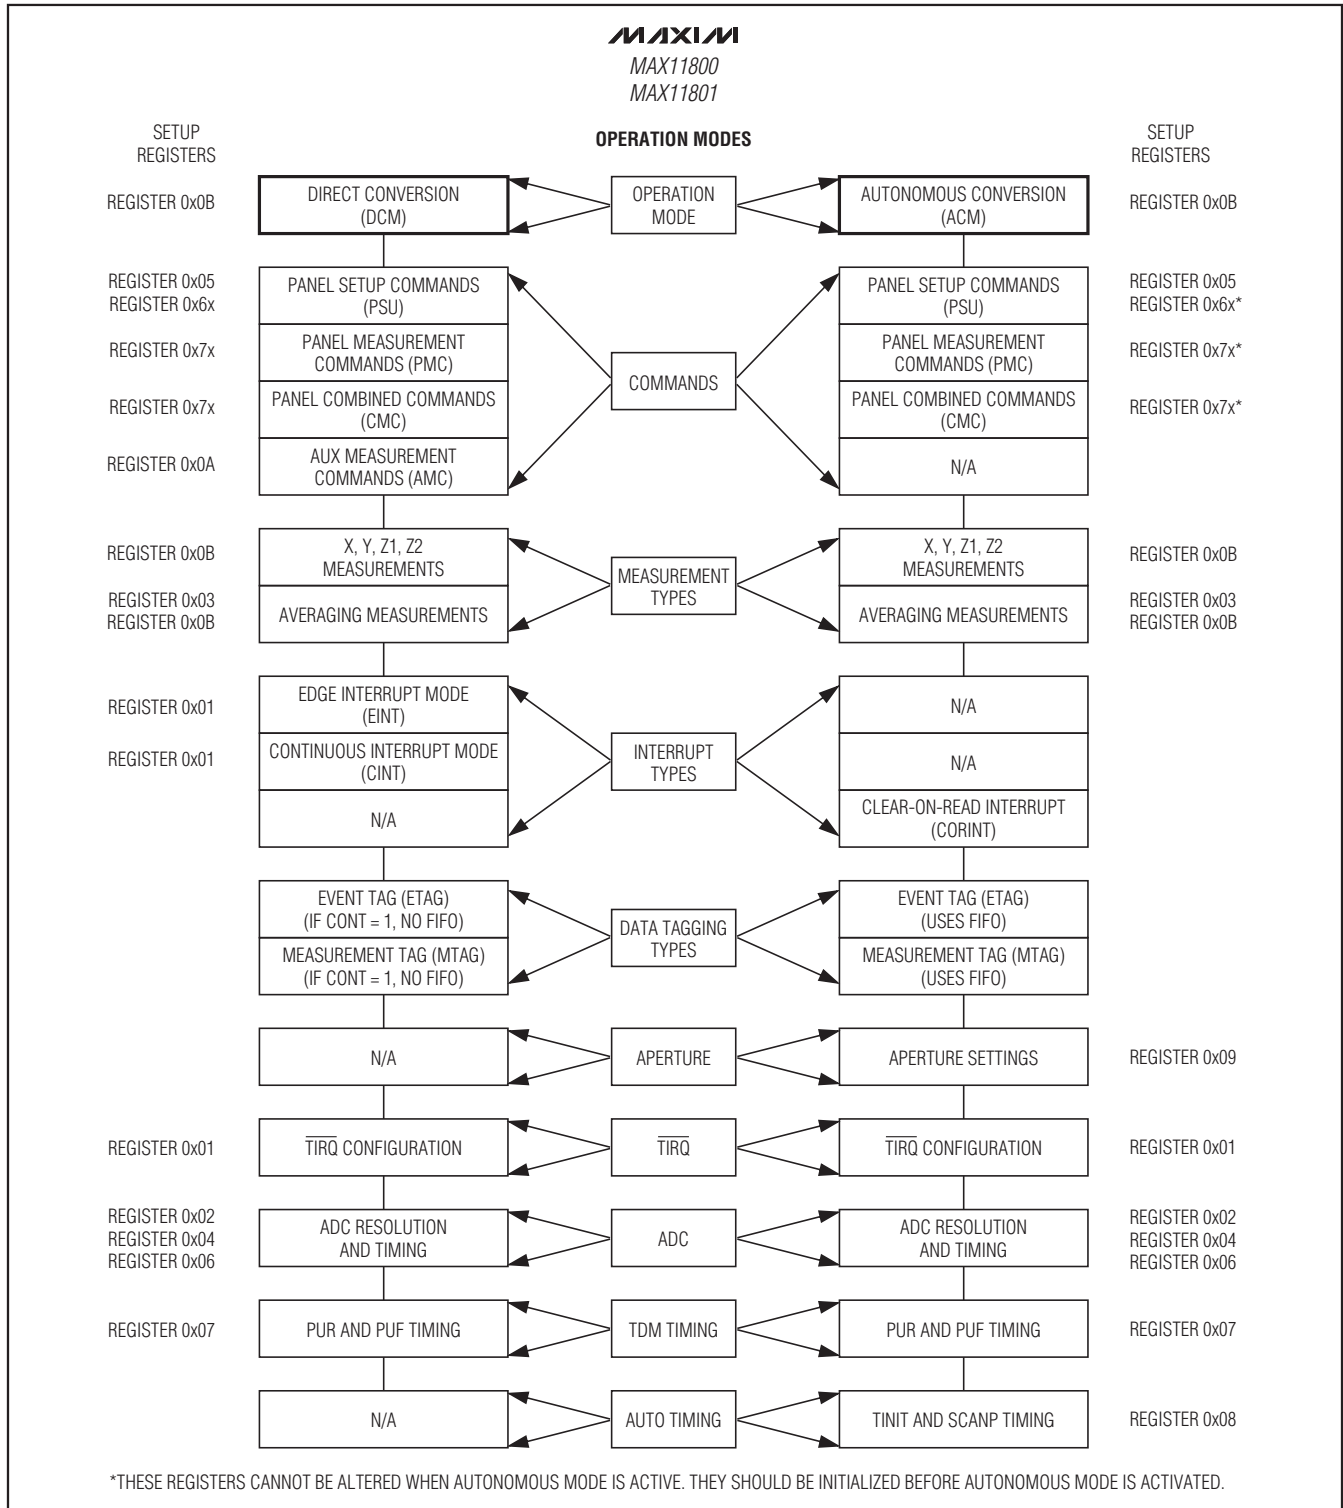 MAXIM
MAX11800
MAX11801
OPERATION MODES
SETUP
REGISTERS
SETUP
REGISTERS
REGISTER 0x0B
DIRECT CONVERSION
(DCM)
OPERATION
MODE
AUTONOMOUS CONVERSION
(ACM)
REGISTER 0x0B
REGISTER 0x05
REGISTER 0x6x
PANEL SETUP COMMANDS
(PSU)
PANEL SETUP COMMANDS
(PSU)
REGISTER 0x05
REGISTER 0x6x*
REGISTER 0x7x
PANEL MEASUREMENT
COMMANDS (PMC)
COMMANDS
PANEL MEASUREMENT
COMMANDS (PMC)
REGISTER 0x7x*
REGISTER 0x7x
PANEL COMBINED COMMANDS
(CMC)
PANEL COMBINED COMMANDS
(CMC)
REGISTER 0x7x*
REGISTER 0x0A
AUX MEASUREMENT
COMMANDS (AMC)
N/A
REGISTER 0x0B
X, Y, Z1, Z2
MEASUREMENTS
MEASUREMENT
TYPES
X, Y, Z1, Z2
MEASUREMENTS
REGISTER 0x0B
REGISTER 0x03
REGISTER 0x0B
AVERAGING MEASUREMENTS
AVERAGING MEASUREMENTS
REGISTER 0x03
REGISTER 0x0B
REGISTER 0x01
EDGE INTERRUPT MODE
(EINT)
N/A
REGISTER 0x01
CONTINUOUS INTERRUPT MODE
(CINT)
INTERRUPT
TYPES
N/A
N/A
CLEAR-ON-READ INTERRUPT
(CORINT)
EVENT TAG (ETAG)
(IF CONT = 1, NO FIFO)
DATA TAGGING
TYPES
EVENT TAG (ETAG)
(USES FIFO)
MEASUREMENT TAG (MTAG)
(IF CONT = 1, NO FIFO)
MEASUREMENT TAG (MTAG)
(USES FIFO)
N/A
APERTURE
APERTURE SETTINGS
REGISTER 0x09
REGISTER 0x01
TIRQ CONFIGURATION
TIRQ
TIRQ CONFIGURATION
REGISTER 0x01
REGISTER 0x02
REGISTER 0x04
REGISTER 0x06
ADC RESOLUTION
AND TIMING
ADC
ADC RESOLUTION
AND TIMING
REGISTER 0x02
REGISTER 0x04
REGISTER 0x06
REGISTER 0x07
PUR AND PUF TIMING
TDM TIMING
PUR AND PUF TIMING
REGISTER 0x07
N/A
AUTO TIMING
TINIT AND SCANP TIMING
REGISTER 0x08
*THESE REGISTERS CANNOT BE ALTERED WHEN AUTONOMOUS MODE IS ACTIVE. THEY SHOULD BE INITIALIZED BEFORE AUTONOMOUS MODE IS ACTIVATED.